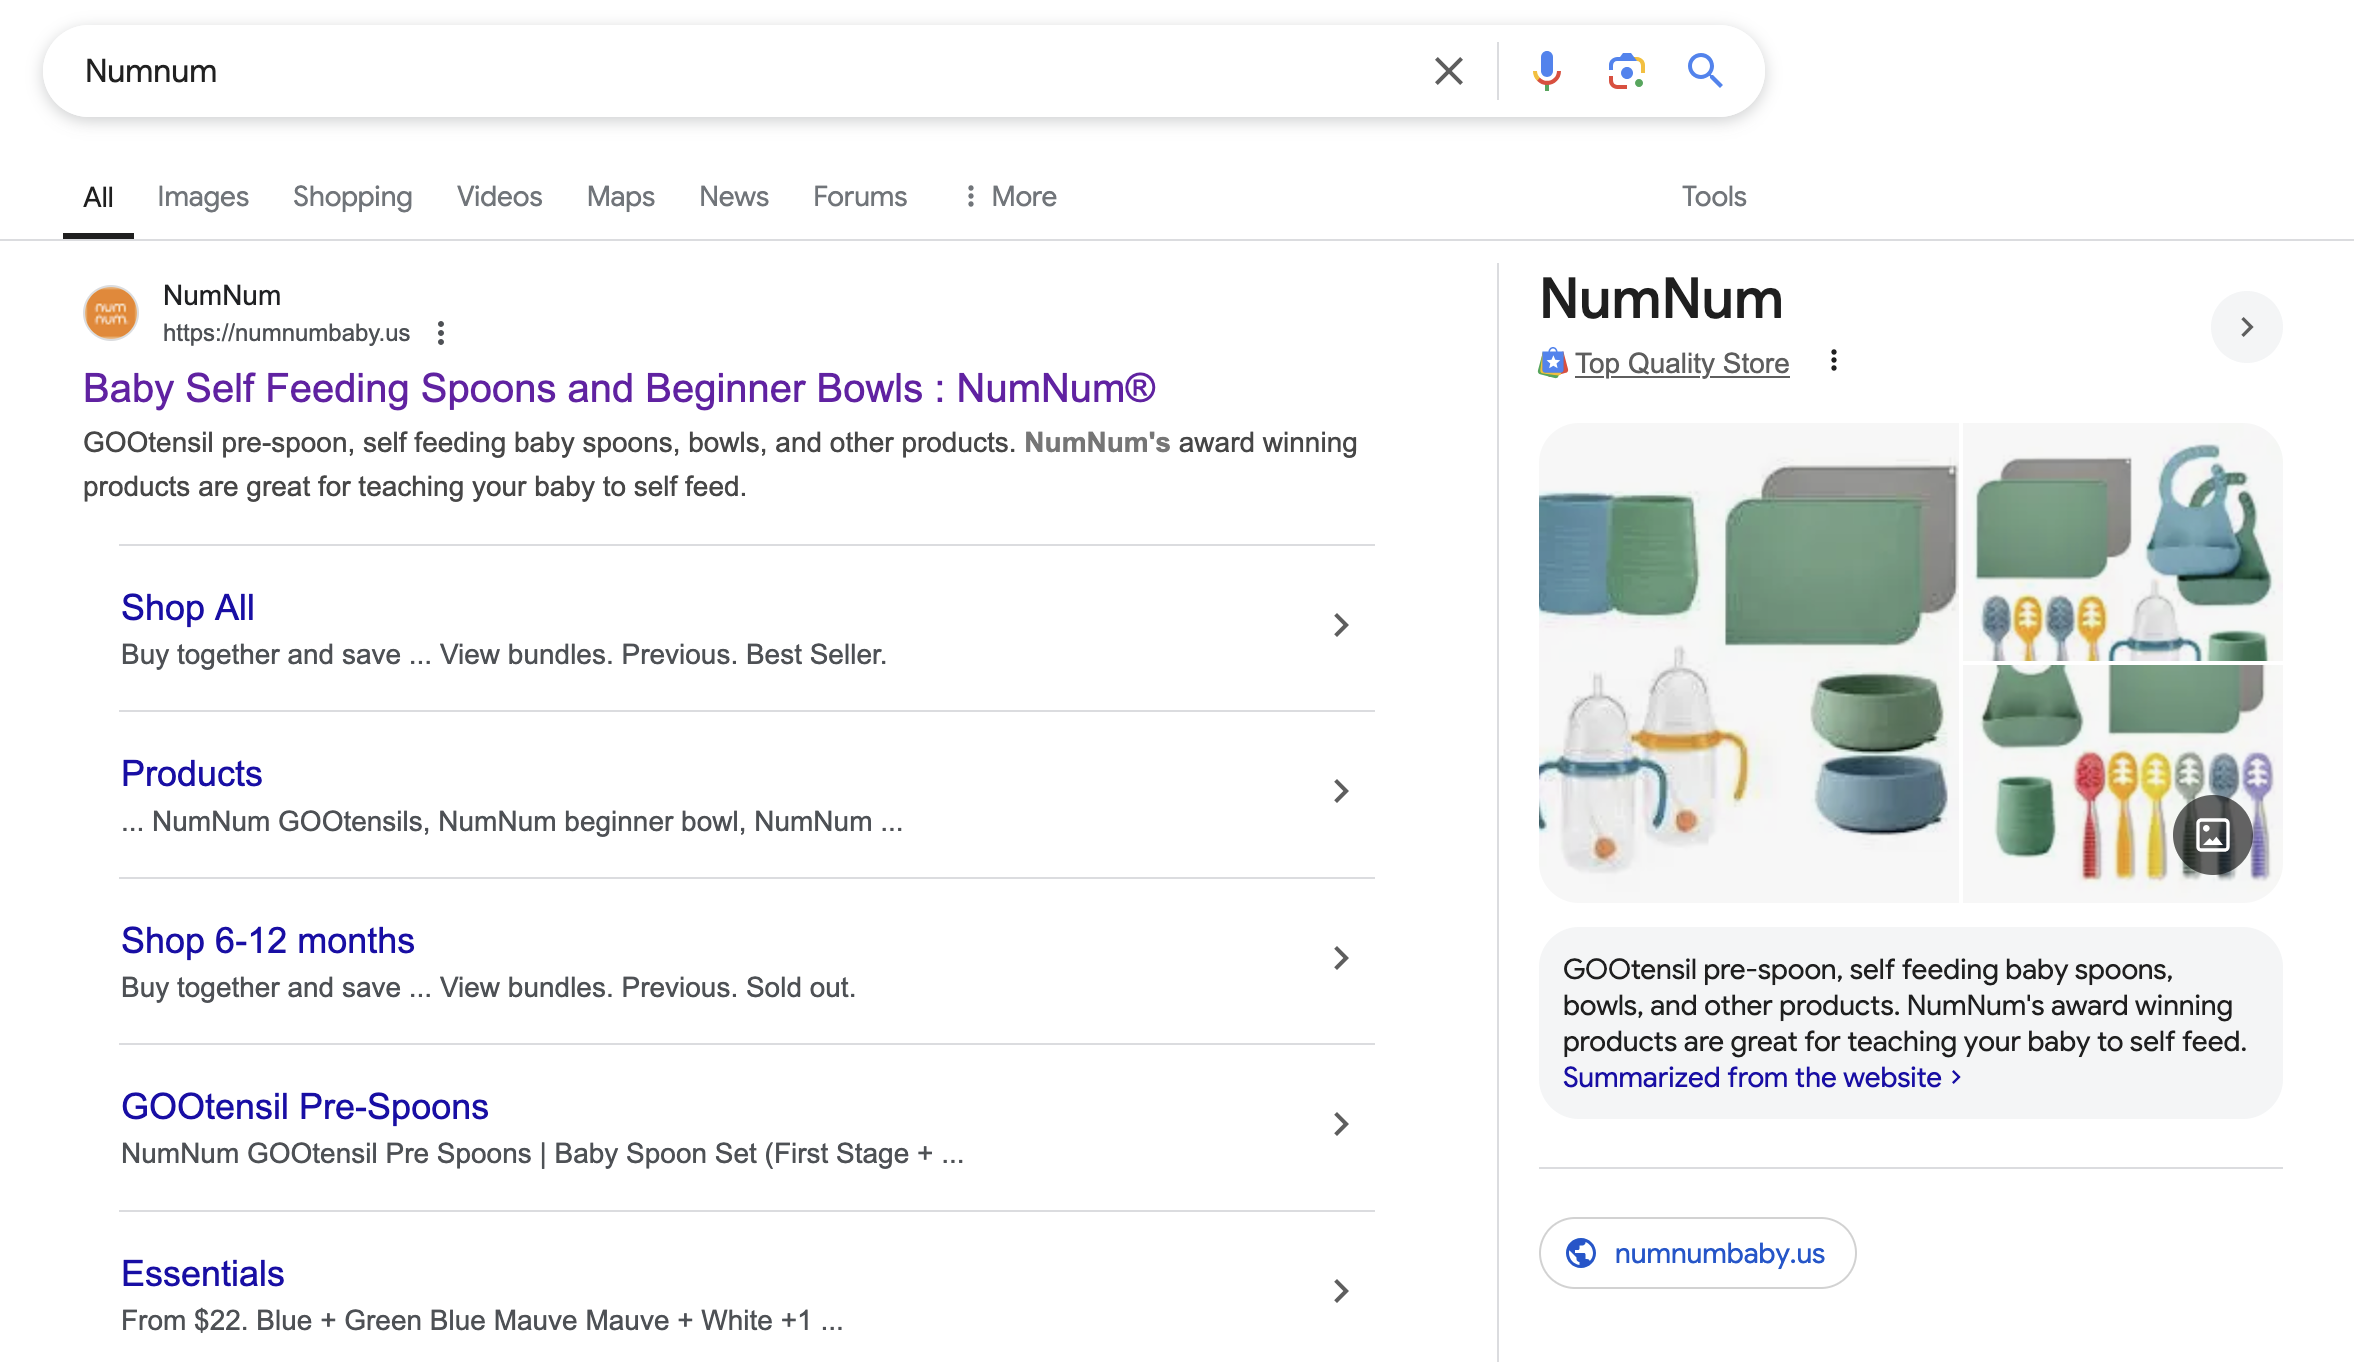 Numnum
All
Images
Shopping
Videos
Maps
News
Forums
More
Tools
num
num
NumNum
https://numnumbaby.us
Baby Self Feeding Spoons and Beginner Bowls : NumNum®
GOOtensil pre-spoon, self feeding baby spoons, bowls, and other products. NumNum's award winning
products are great for teaching your baby to self feed.
Shop All
Buy together and save ... View bundles. Previous. Best Seller.
Products
... NumNum GOOtensils, NumNum beginner bowl, NumNum ...
Shop 6-12 months
Buy together and save ... View bundles. Previous. Sold out.
GOOtensil Pre-Spoons
NumNum GOOtensil Pre Spoons | Baby Spoon Set (First Stage + ...
Essentials
From $22. Blue + Green Blue Mauve Mauve + White +1 ...
NumNum
Top Quality Store
GOOtensil pre-spoon, self feeding baby spoons,
bowls, and other products. NumNum's award winning
products are great for teaching your baby to self feed.
Summarized from the website
numnumbaby.us